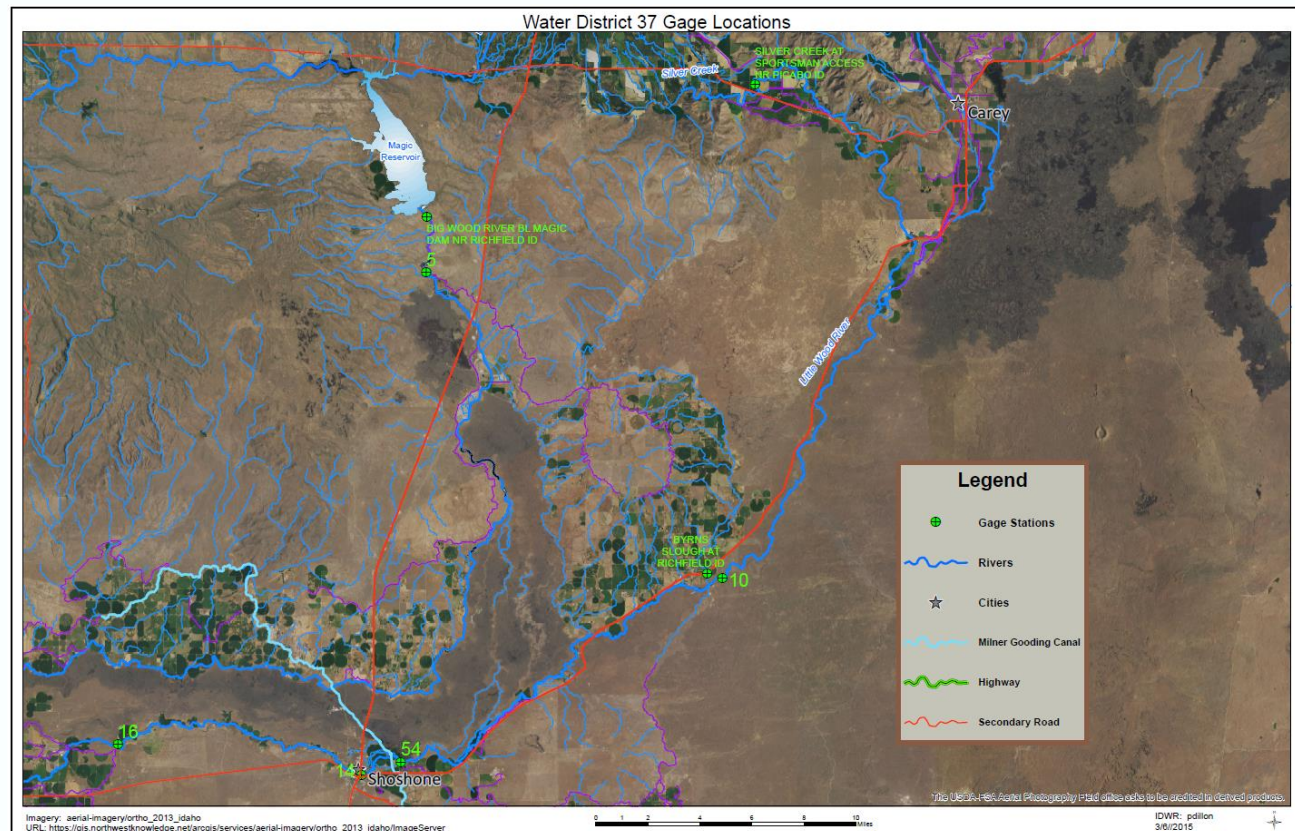 Water District 37 Gage Locations
SILVER CREEK AT
SPORTSMAN ACCESS
NR PICABO ID
Silver Creek
Carey
Magic
Reservoir
BIG WOOD RIVER BL MAGIC
DAM NR RICHFIELD ID
5
Little Wood River
BYRNS
SLOUGH AT
RICHFIELD ID
10
16
54
14
Shoshone
Legend
Gage Stations
Rivers
Cities
Milner Gooding Canal
Highway
Secondary Road
The USDA-FSA Aerial Photography Field office asks to be credited in derived products.
Imagery: aerial-imagery/ortho_2013_idaho
URL: https://gis.northwestknowledge.net/arcgis/services/aerial-imagery/ortho_2013_idaho/ImageServer
0 1 2 4 6 8 10
Miles
IDWR: pdillon
3/6//2015